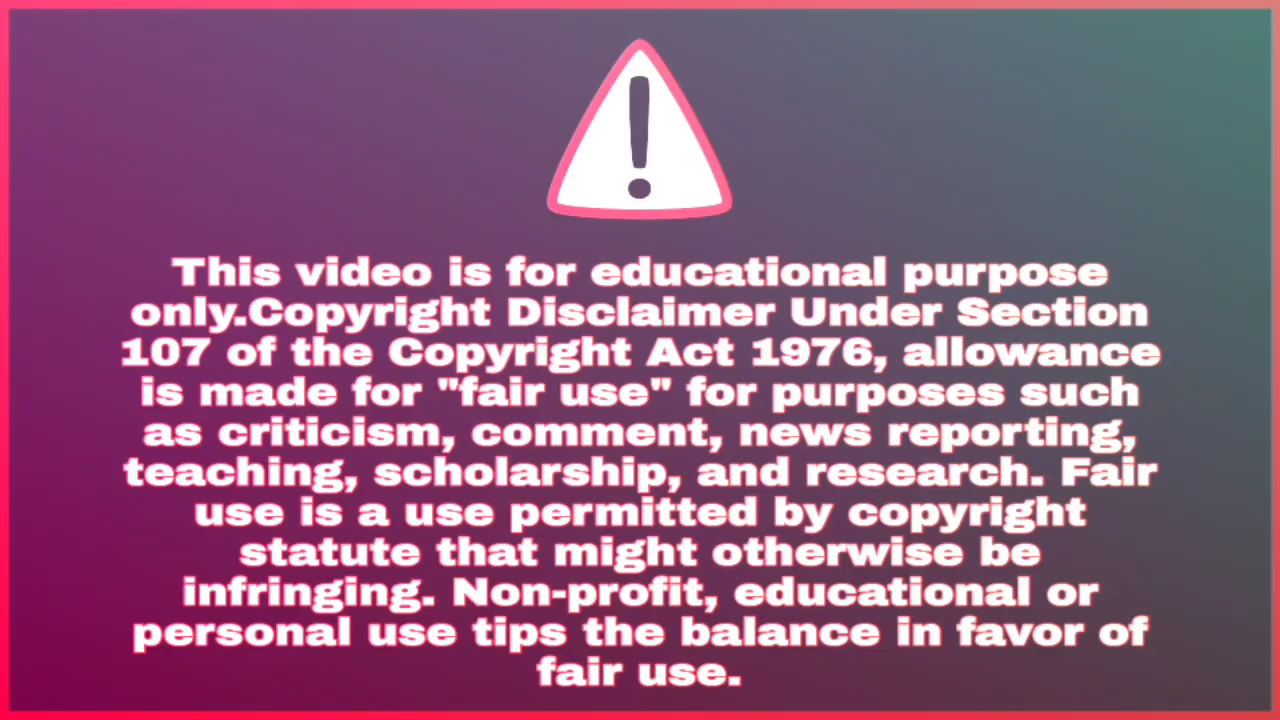 This video is for educational purpose
only.Copyright Disclaimer Under Section
107 of the Copyright Act 1976, allowance
is made for "fair use" for purposes such
as criticism, comment, news reporting,
teaching, scholarship, and research. Fair
use is a use permitted by copyright
statute that might otherwise be
infringing. Non-profit, educational or
personal use tips the balance in favor of
fair use.